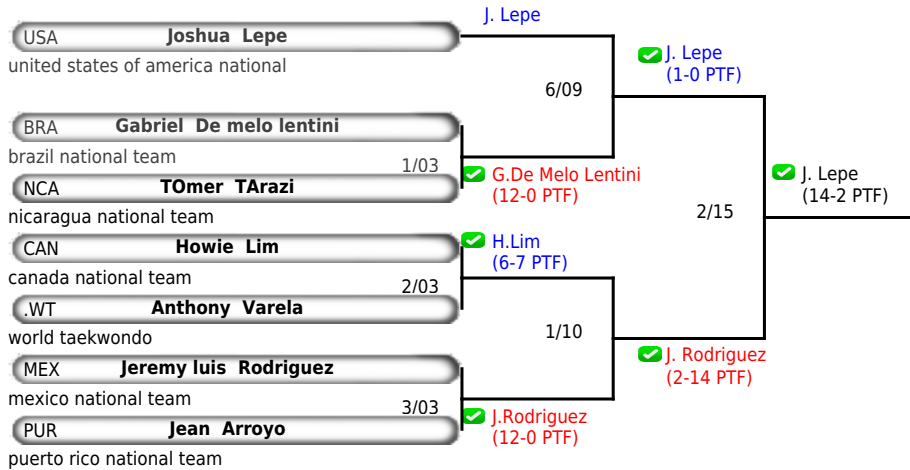 J. Lepe
USA Joshua Lepe
united states of america national
J. Lepe
(1-0 PTF)
6/09
BRA Gabriel De melo lentini
brazil national team
1/03
G.De Melo Lentini
(12-0 PTF)
NCA TOmer TArazi
nicaragua national team
J. Lepe
(14-2 PTF)
2/15
CAN Howie Lim
canada national team
H.Lim
(6-7 PTF)
2/03
.WT Anthony Varela
world taekwondo
1/10
MEX Jeremy luis Rodriguez
mexico national team
J. Rodriguez
(2-14 PTF)
3/03
J.Rodriguez
(12-0 PTF)
PUR Jean Arroyo
puerto rico national team